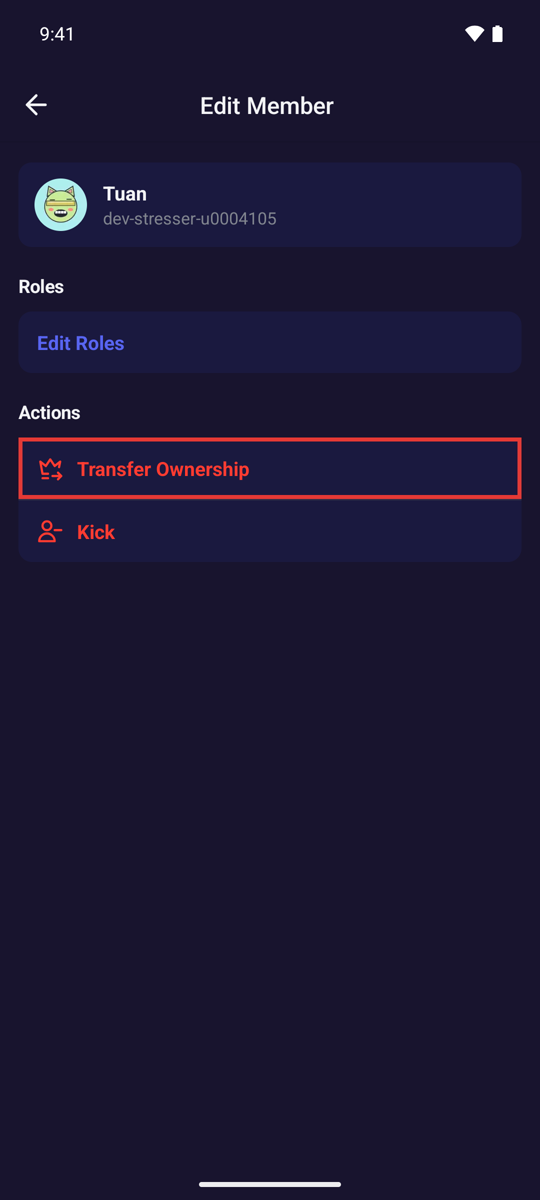 9:41
Edit Member
Tuan
dev-stresser-u0004105
Roles
Edit Roles
Actions
Transfer Ownership
Kick